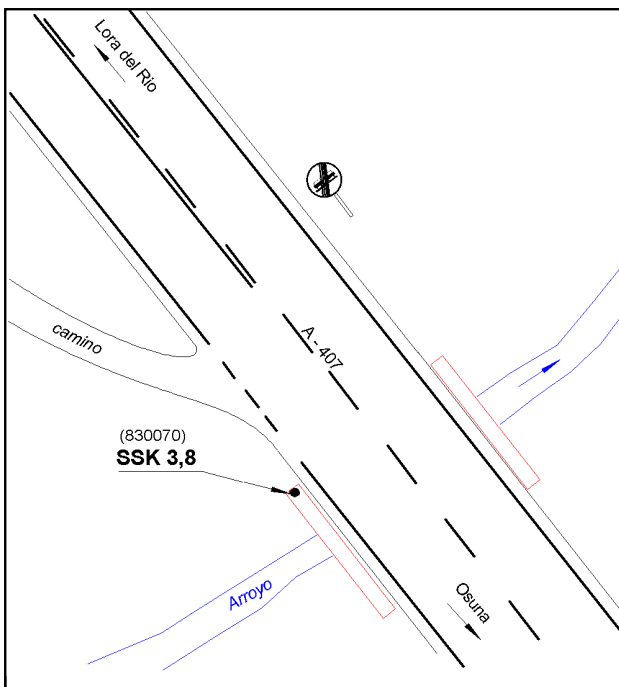 Lora del Rio
camino
A - 407
(830070)
SSK 3,8
Arroyo
Osuna